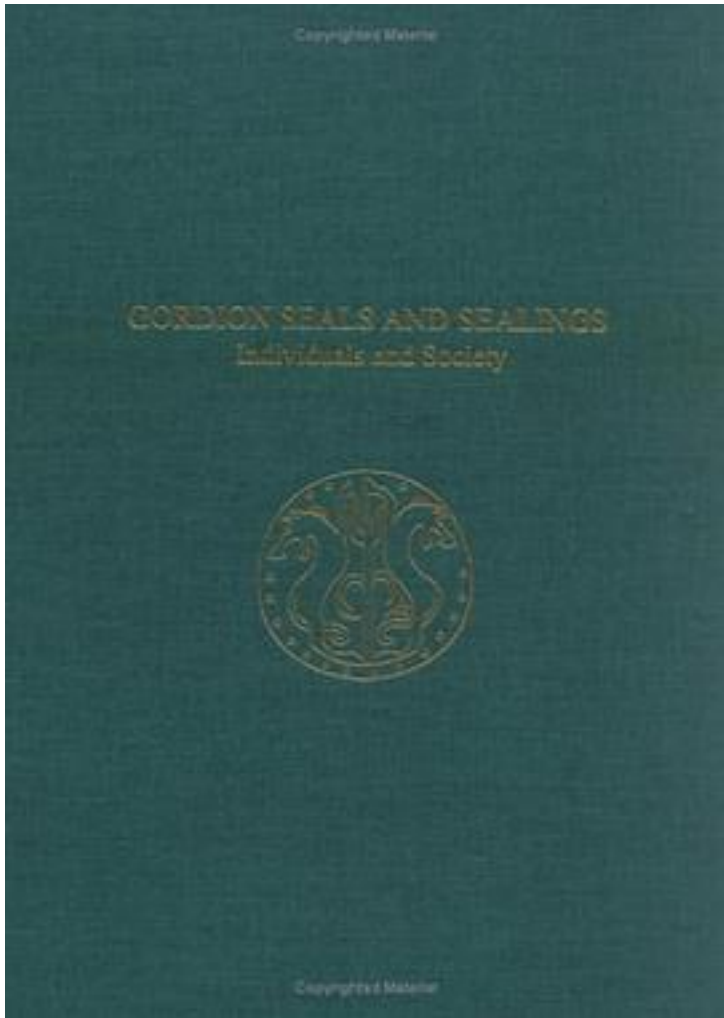 Copyrighted Material
GORDION SEALS AND SEALINGS
Individuals and Society
Copyrighted Material